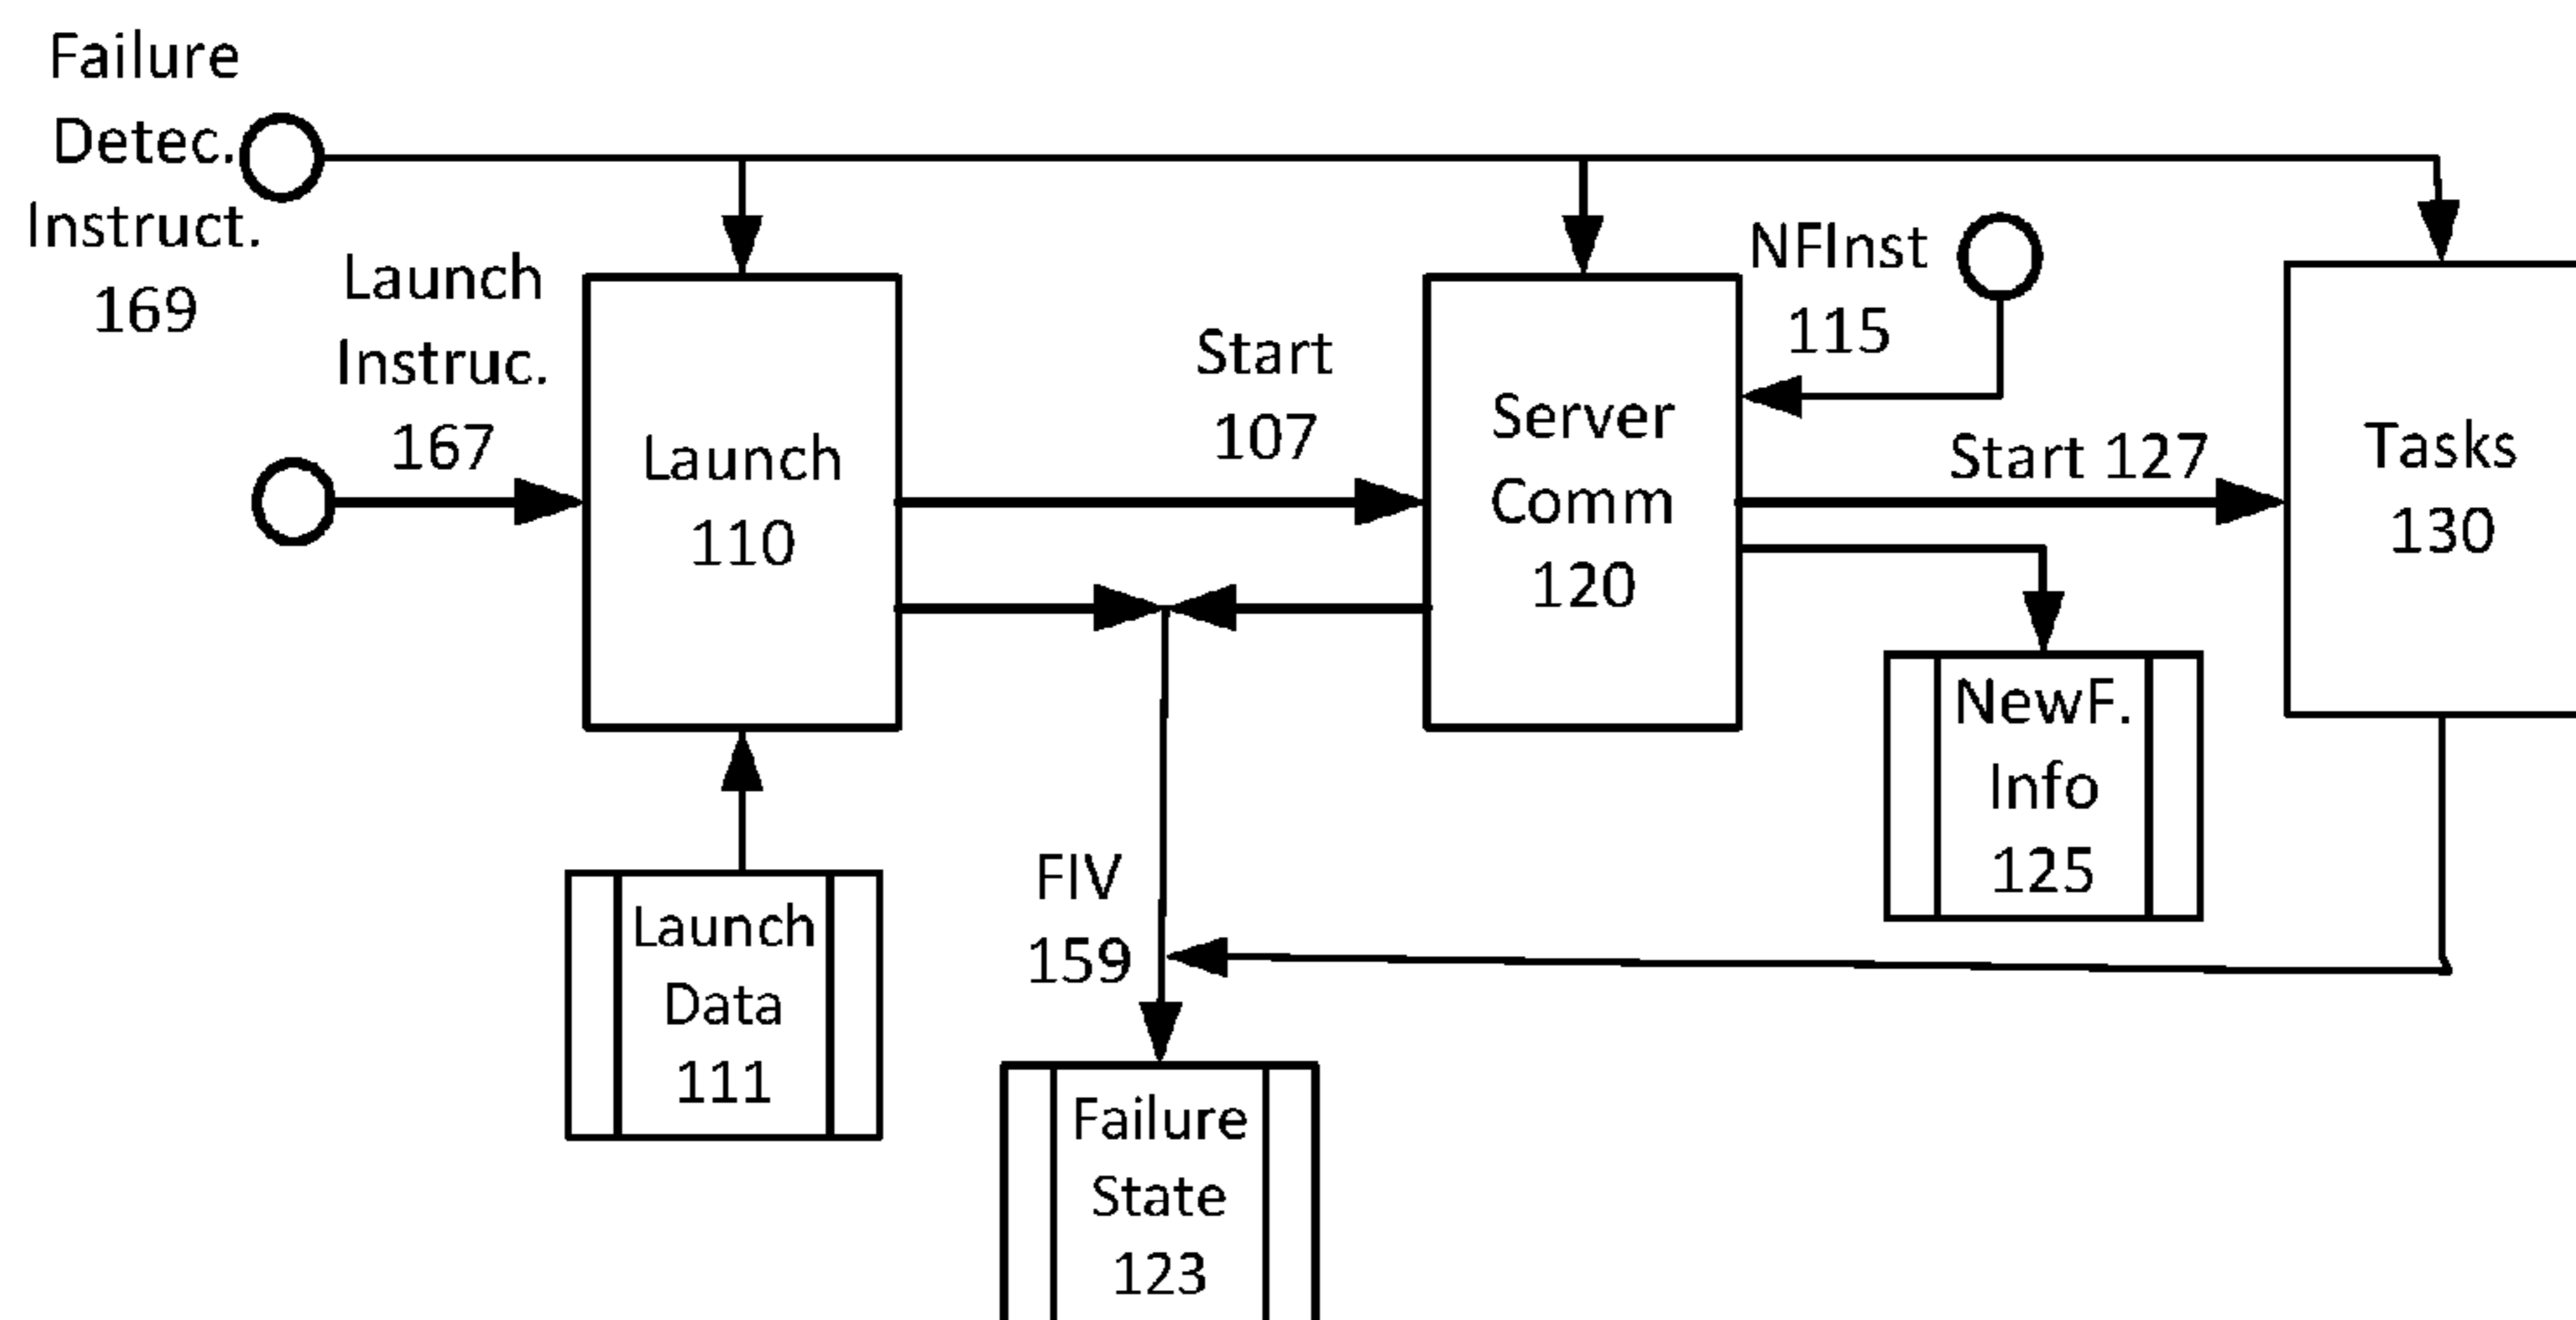 Failure
Detec.
Instruct.
169
Launch
Instruc.
167
Launch
110
Start
107
Server
Comm
120
NFInst
115
Start 127
Tasks
130
NewF.
Info
125
Launch
Data
111
FIV
159
Failure
State
123